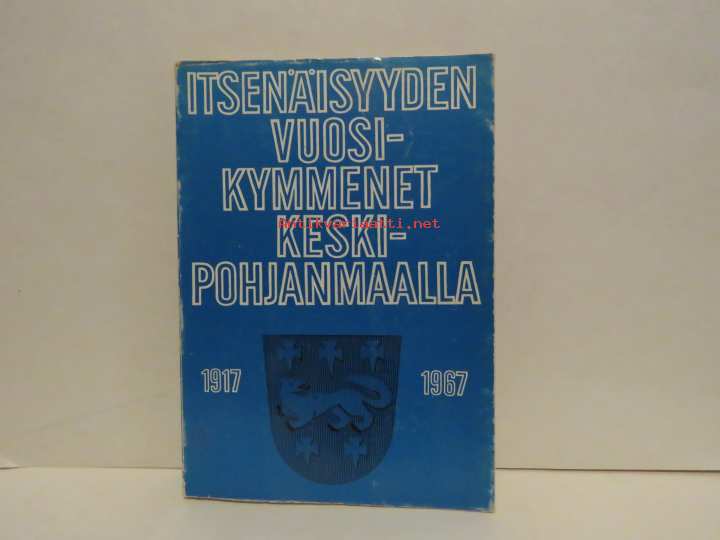 ITSENÄISYYDEN
VUOSI-
KYMMENET
Antikvariaatti.net
KESKI-
POHJANMAALLA
1917
1967